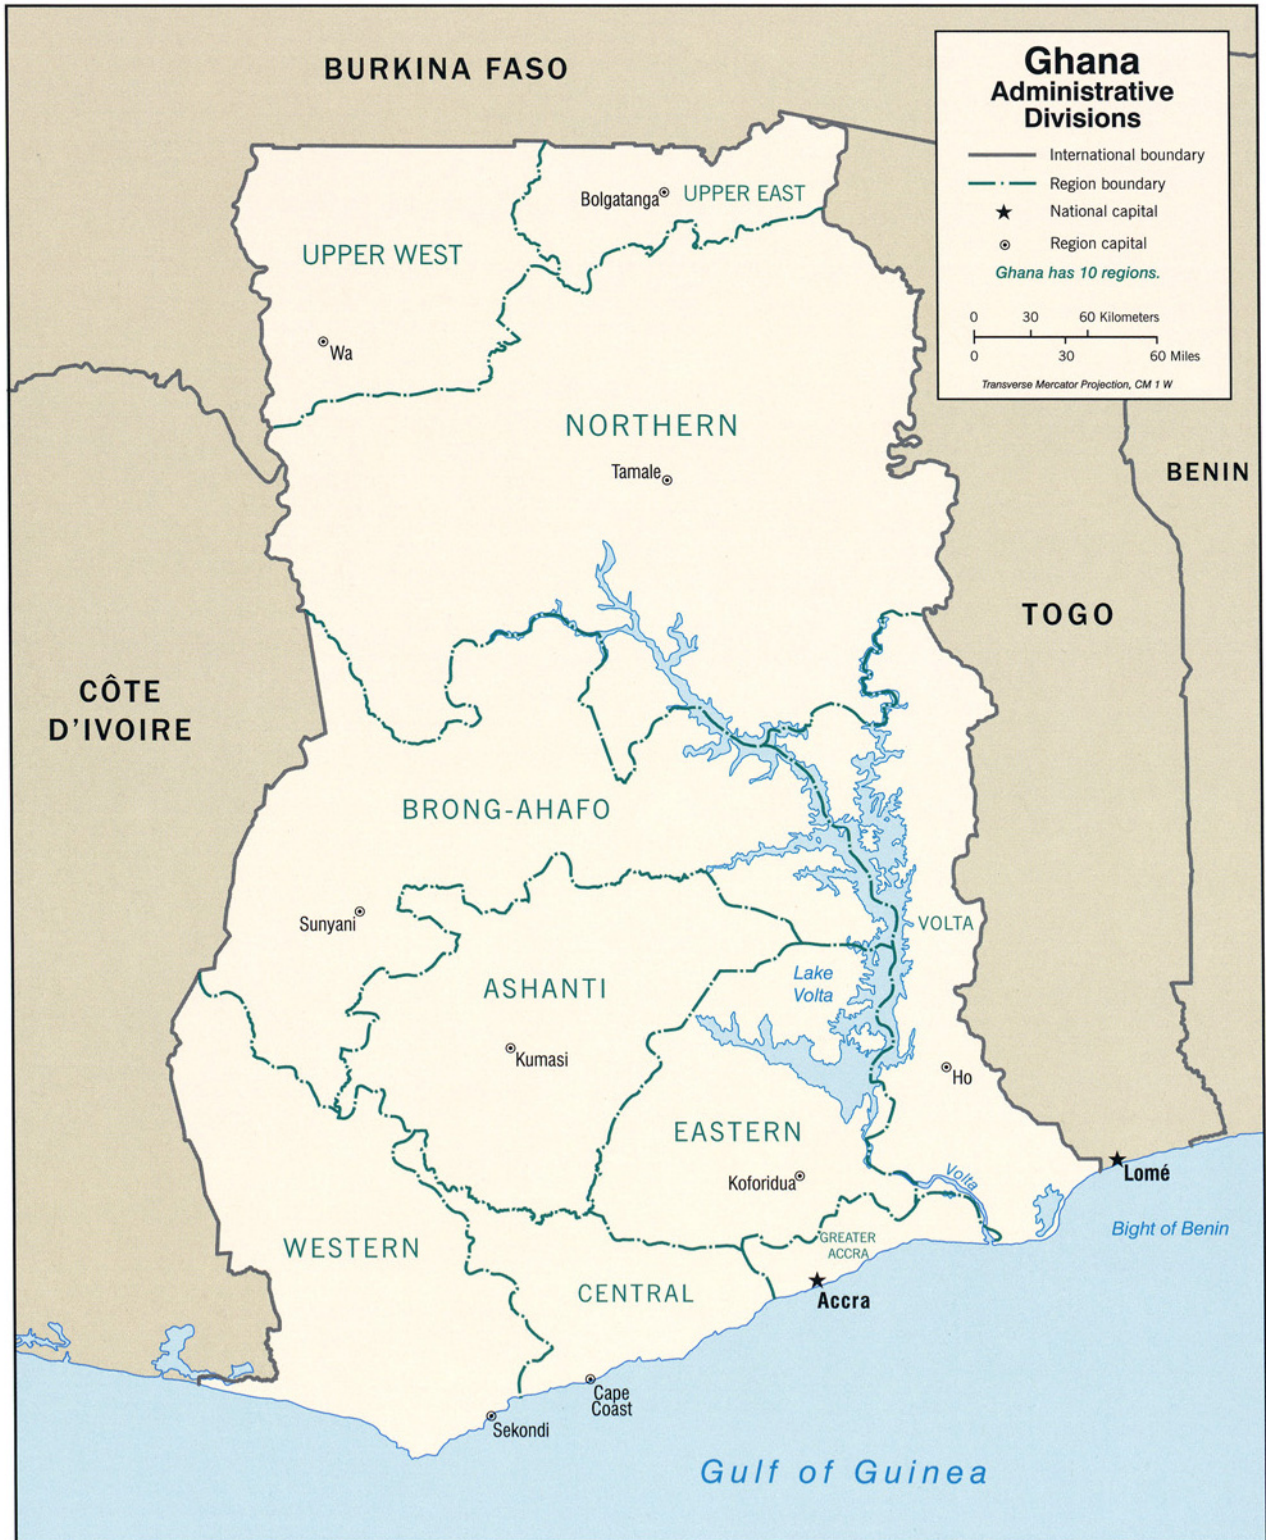 BURKINA FASO
Ghana
Administrative
Divisions
International boundary
Region boundary
National capital
Region capital
Ghana has 10 regions.
0 30 60 Kilometers
0 30 60 Miles
Transverse Mercator Projection, CM 1 W
Bolgatanga
UPPER EAST
UPPER WEST
Wa
NORTHERN
Tamale
BENIN
TOGO
CÔTE
D'IVOIRE
BRONG-AHAFO
Sunyani
VOLTA
ASHANTI
Lake
Volta
Kumasi
Ho
EASTERN
Koforidua
Volta
Lomé
Bight of Benin
WESTERN
GREATER
ACCRA
CENTRAL
Accra
Cape
Coast
Sekondi
Gulf of Guinea